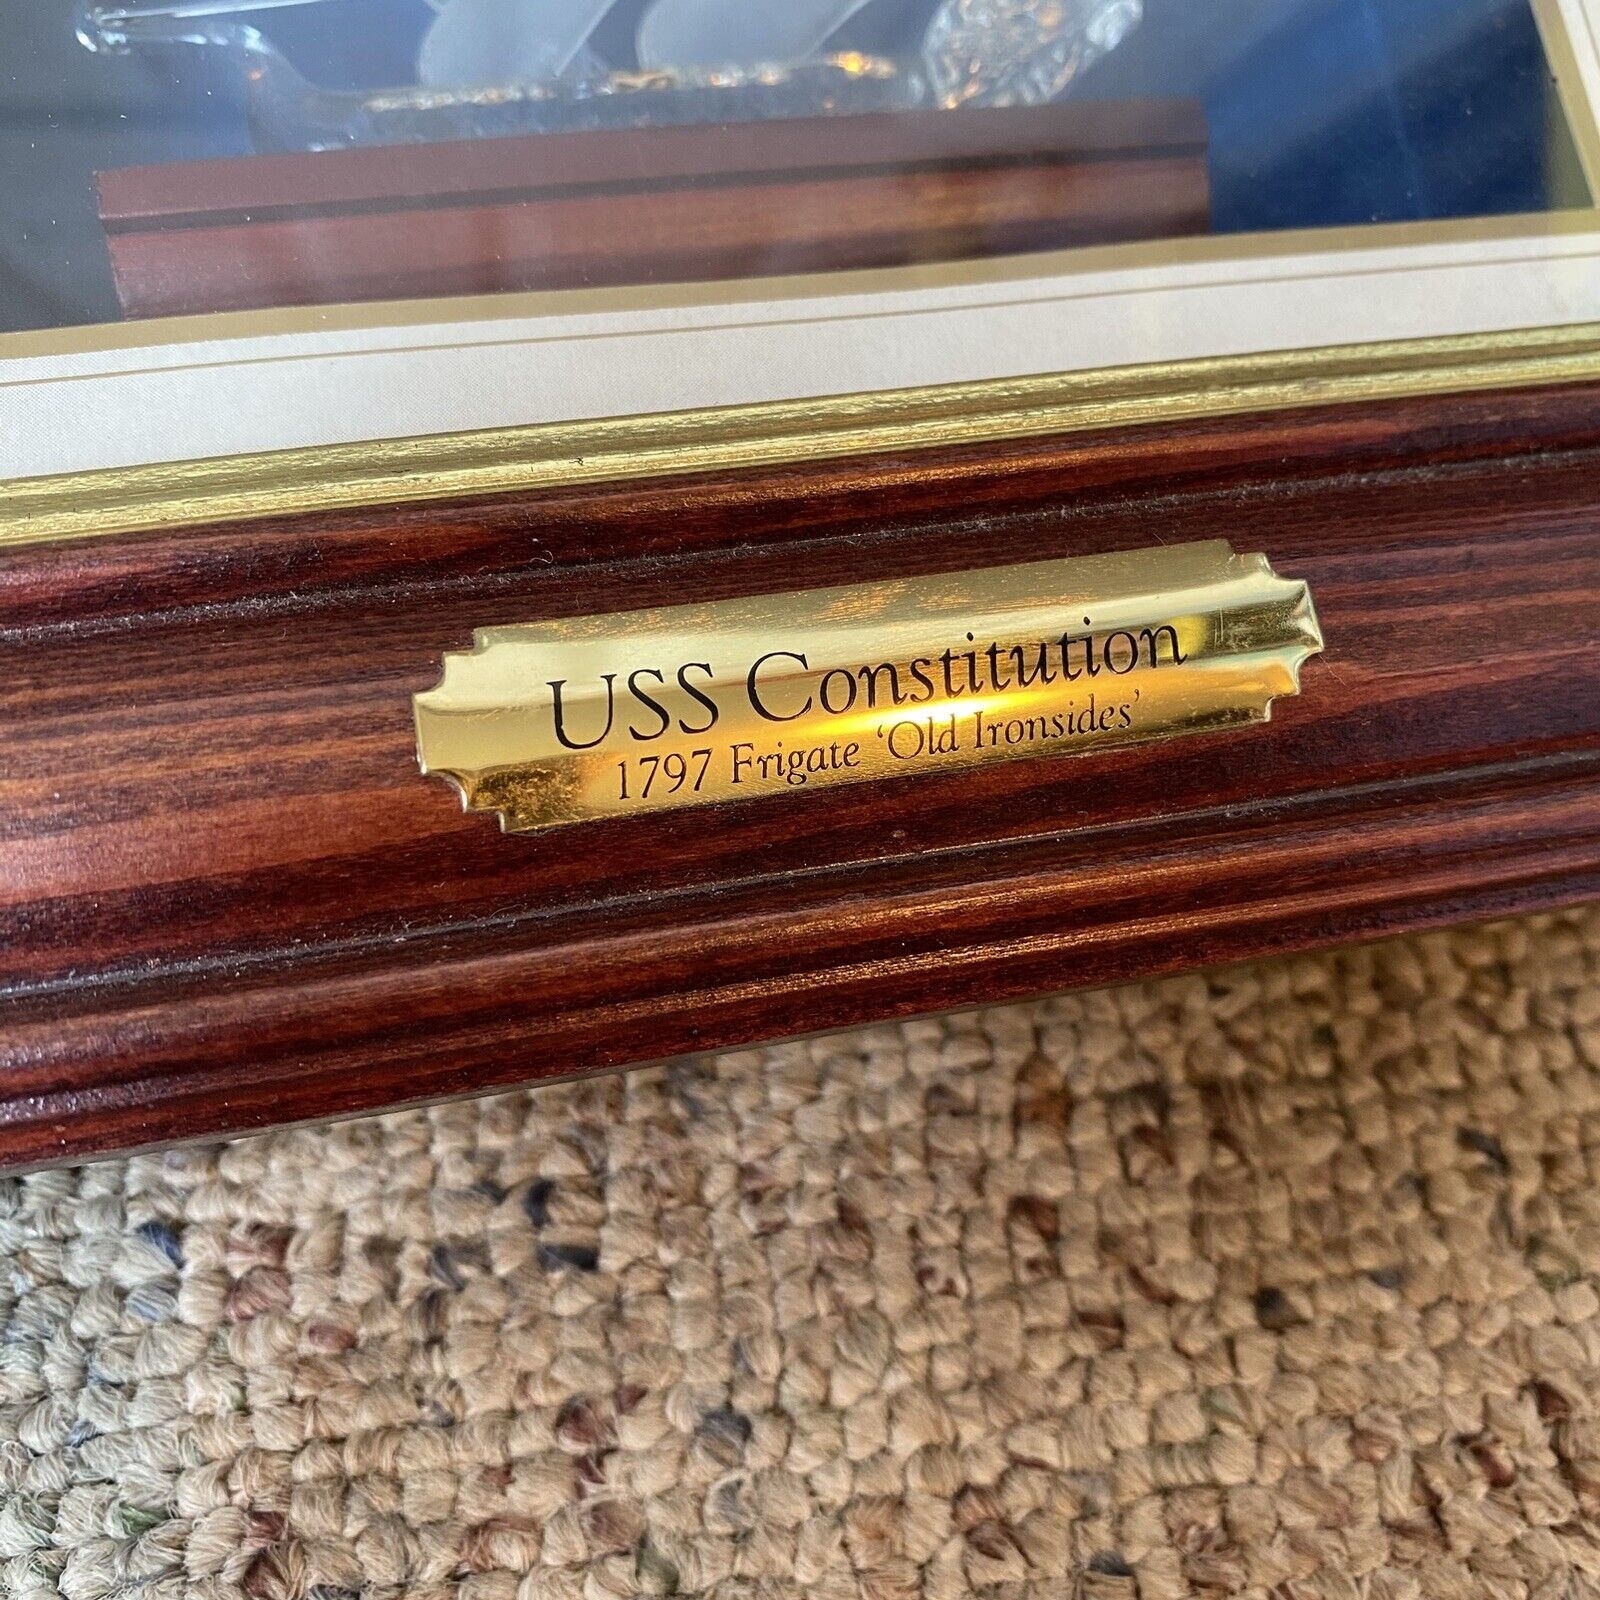 USS Constitution
1797 Frigate 'Old Ironsides'